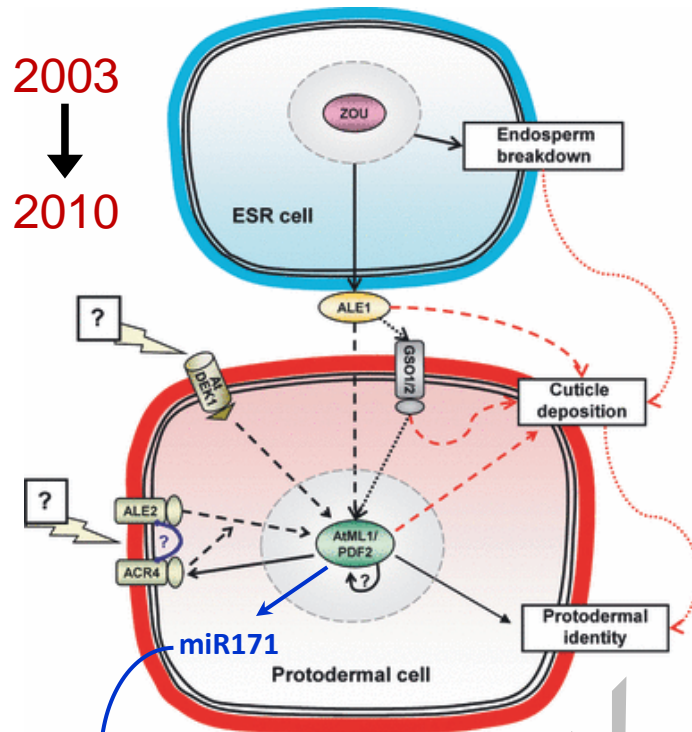 2003
2010
ZOU
Endosperm
breakdown
ESR cell
ALE1
?
GSO1/2
At
DEK1
Cuticle
deposition
?
ALE2
?
ACR4
AtML1/
PDF2
?
miR171
Protodermal
identity
Protodermal cell